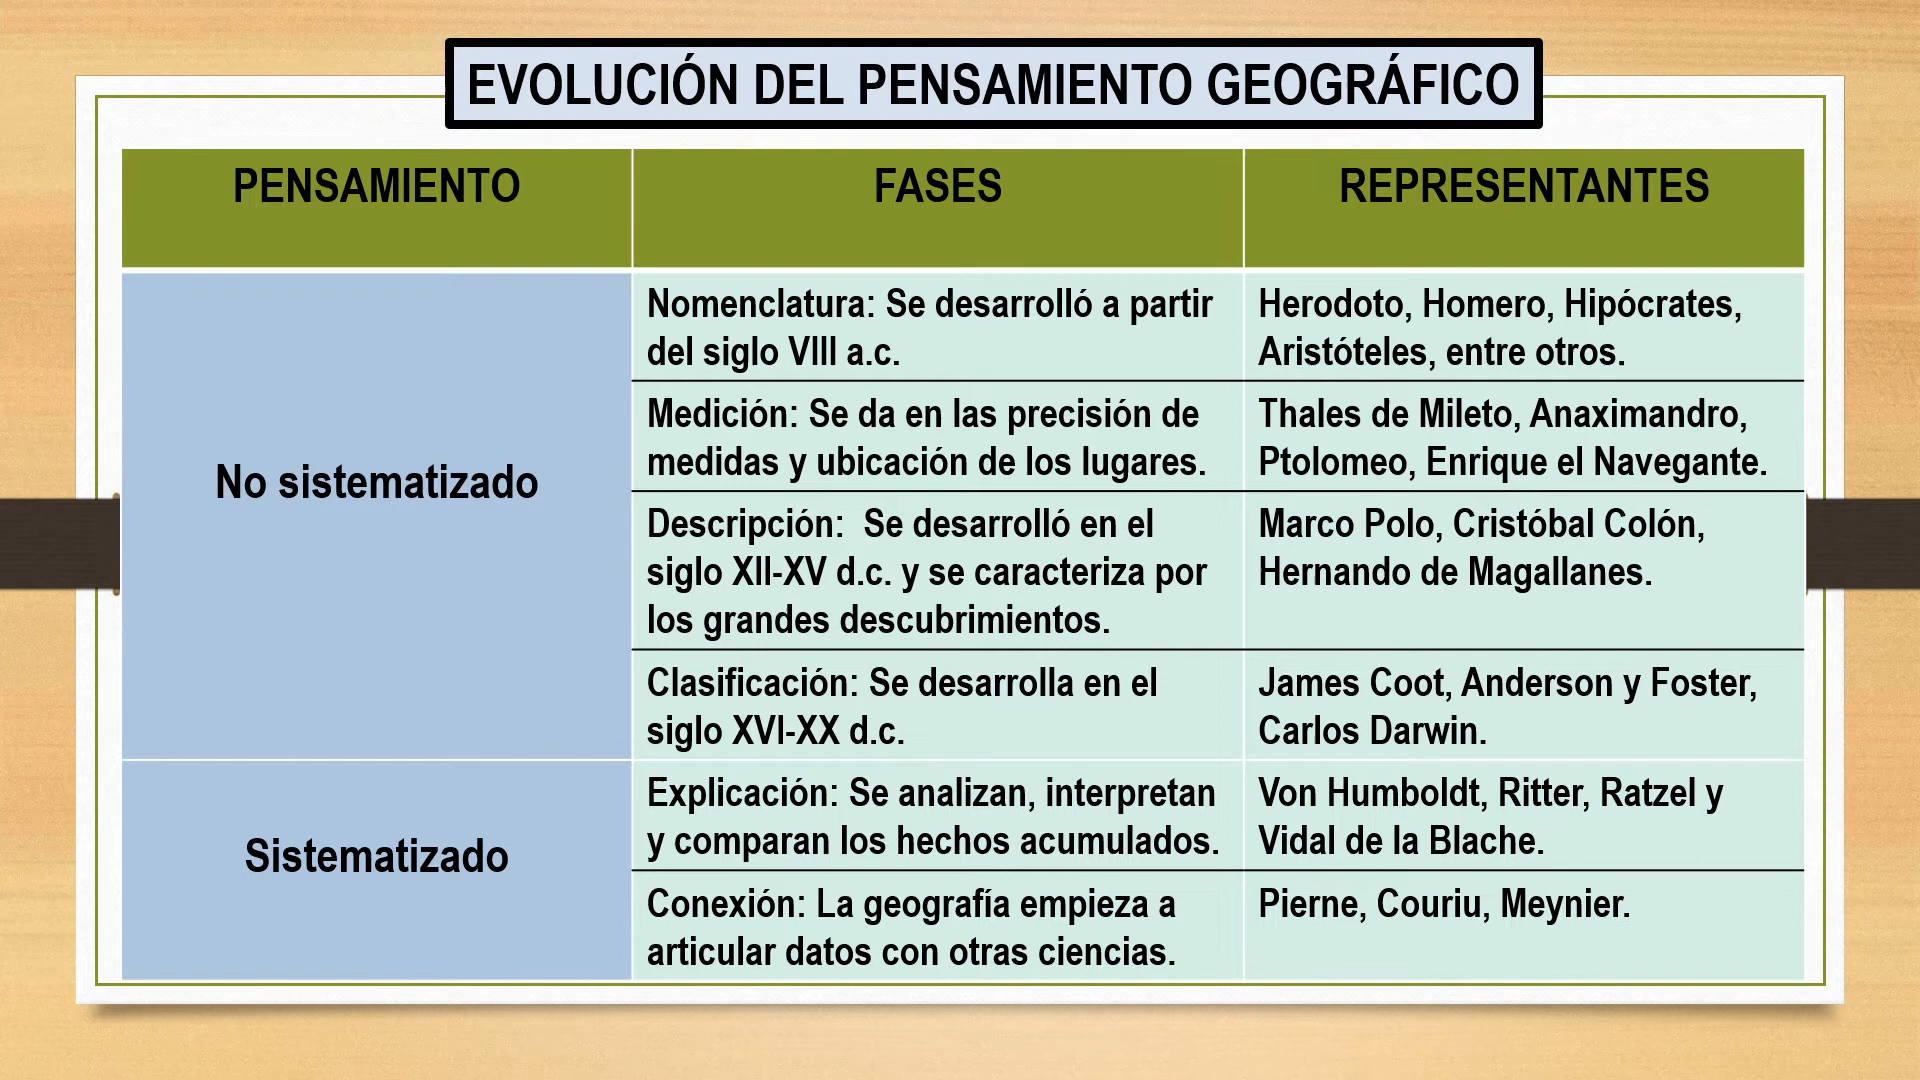 EVOLUCIÓN DEL PENSAMIENTO GEOGRÁFICO
PENSAMIENTO
FASES
REPRESENTANTES
No sistematizado
Nomenclatura: Se desarrolló a partir
del siglo VIII a.c.
Herodoto, Homero, Hipócrates,
Aristóteles, entre otros.
Medición: Se da en las precisión de
medidas y ubicación de los lugares.
Thales de Mileto, Anaximandro,
Ptolomeo, Enrique el Navegante.
Descripción: Se desarrolló en el
siglo XII-XV d.c. y se caracteriza por
los grandes descubrimientos.
Marco Polo, Cristóbal Colón,
Hernando de Magallanes.
Clasificación: Se desarrolla en el
siglo XVI-XX d.c.
James Coot, Anderson y Foster,
Carlos Darwin.
Sistematizado
Explicación: Se analizan, interpretan
y comparan los hechos acumulados.
Von Humboldt, Ritter, Ratzel y
Vidal de la Blache.
Conexión: La geografía empieza a
articular datos con otras ciencias.
Pierne, Couriu, Meynier.